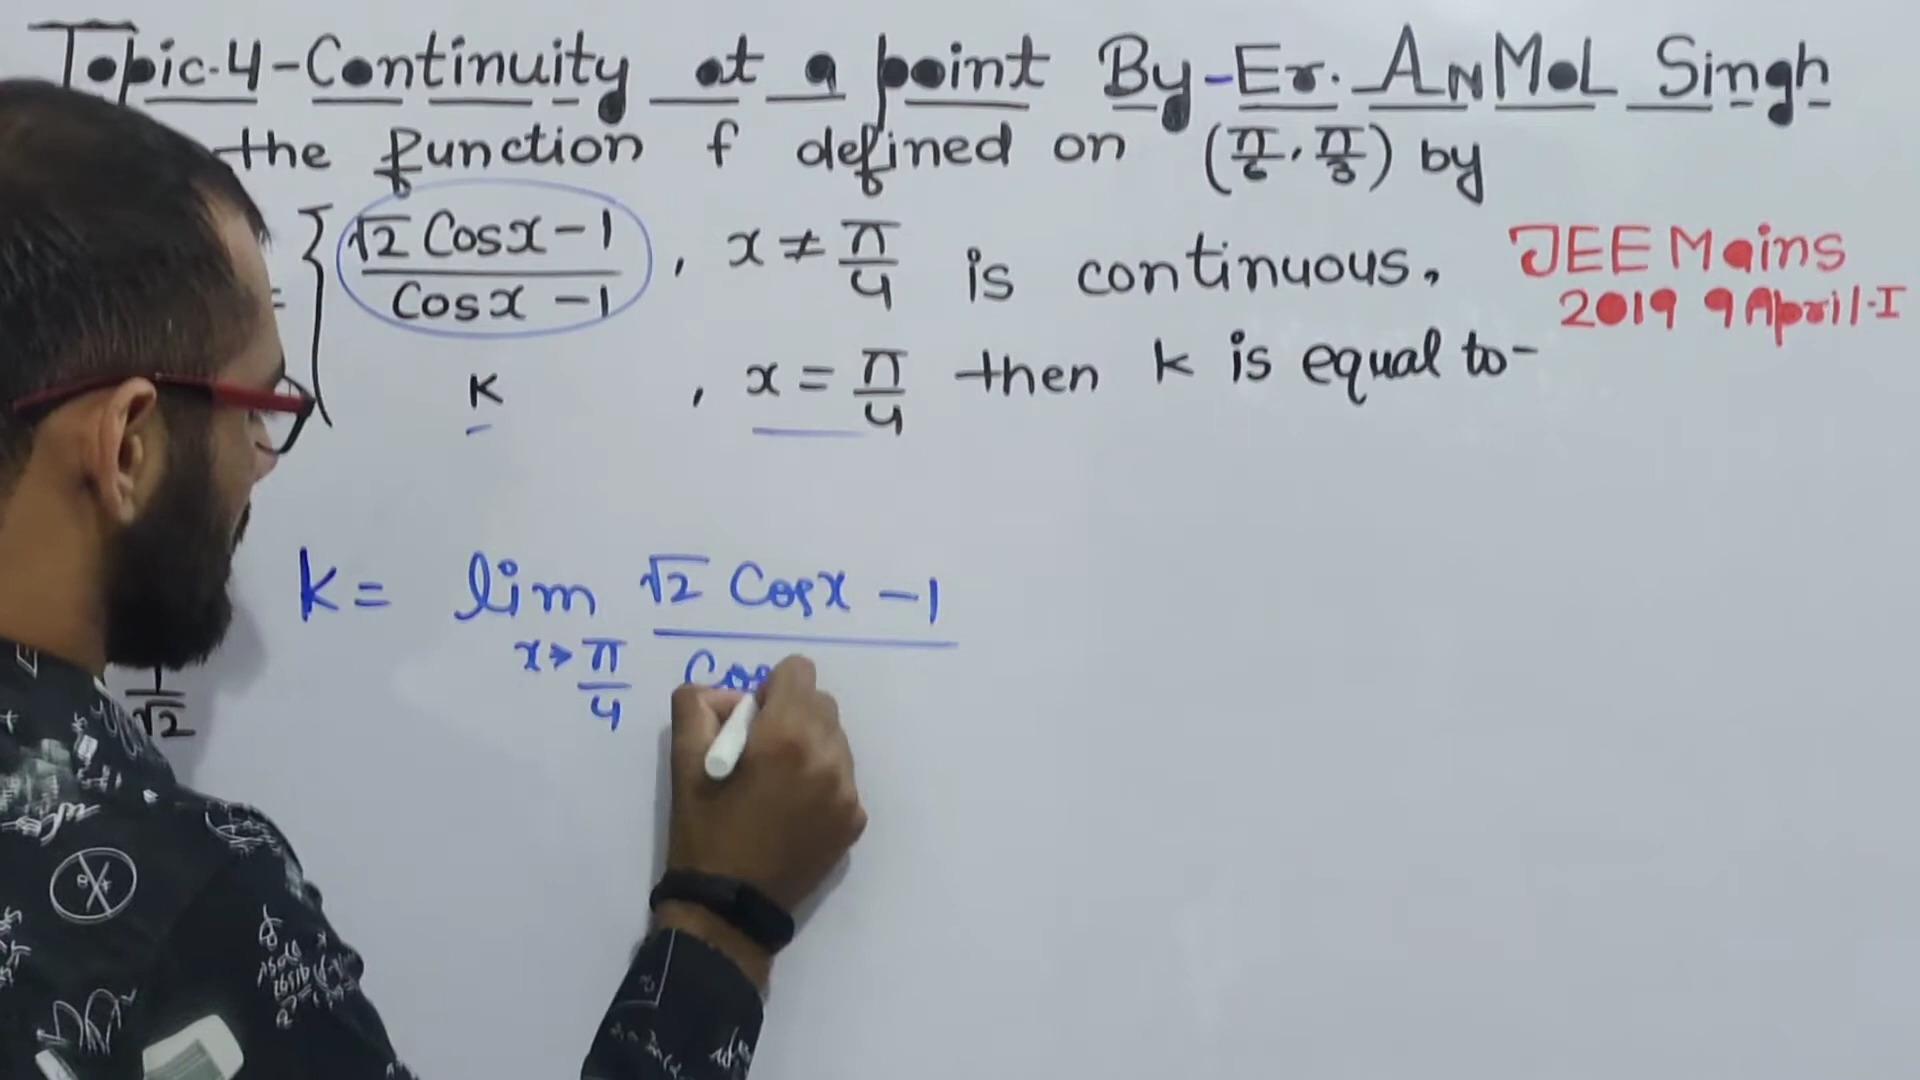 Topic-4-Continuity at a point By-Er. ANMOL Singh
the function f defined on (π/6, π/3) by
= { √2 Cosx-1 / Cosx-1 , x ≠ π/4 is continuous.
K , x = π/4 then k is equal to-
JEE Mains
2019 9 April-I
K = lim x→π/4 √2 Cosx -1 / Cos
1/√2